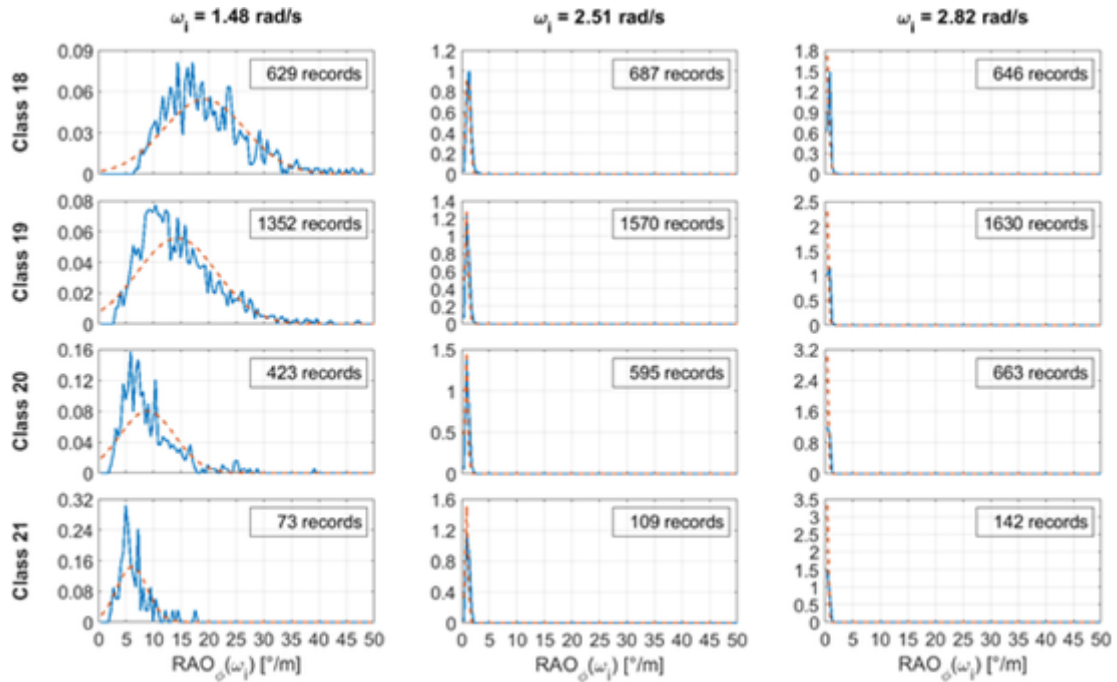 ω_i = 1.48 rad/s ω_i = 2.51 rad/s ω_i = 2.82 rad/s
Class 18
0.09 0.06 0.03 0
629 records
1.2 1 0.8 0.6 0.4 0.2 0
687 records
1.8 1.5 1.2 0.9 0.6 0.3 0
646 records
Class 19
0.08 0.06 0.04 0.02 0
1352 records
1.4 1.2 1 0.8 0.6 0.4 0.2 0
1570 records
2.5 2 1.5 1 0.5 0
1630 records
Class 20
0.16 0.12 0.08 0.04 0
423 records
1.5 1 0.5 0
595 records
3.2 2.4 1.6 0.8 0
663 records
Class 21
0.32 0.24 0.16 0.08 0
73 records
1.6 1.2 0.8 0.4 0
109 records
3.5 3 2.5 2 1.5 1 0.5 0
142 records
0 5 10 15 20 25 30 35 40 45 50
0 5 10 15 20 25 30 35 40 45 50
0 5 10 15 20 25 30 35 40 45 50
RAO_φ(ω_i) [°/m] RAO_φ(ω_i) [°/m] RAO_φ(ω_i) [°/m]